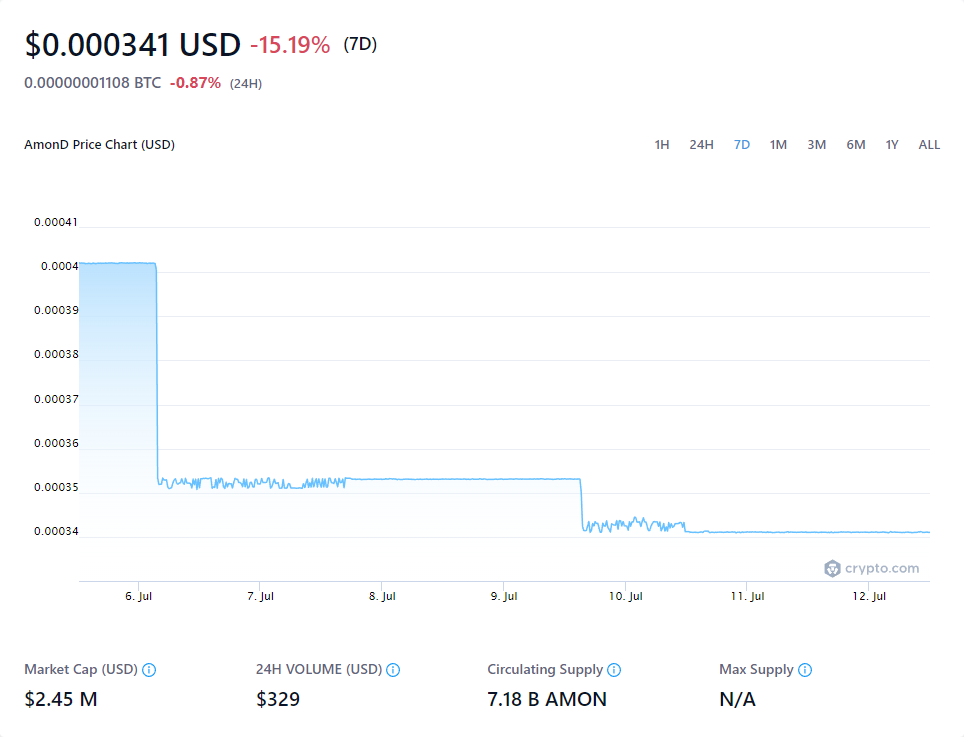 $0.000341 USD -15.19% (7D)
0.00000001108 BTC -0.87% (24H)
AmonD Price Chart (USD) 1H 24H 7D 1M 3M 6M 1Y ALL
0.00041
0.0004
0.00039
0.00038
0.00037
0.00036
0.00035
0.00034
crypto.com
6. Jul 7. Jul 8. Jul 9. Jul 10. Jul 11. Jul 12. Jul
Market Cap (USD) 24H VOLUME (USD) Circulating Supply Max Supply
$2.45 M $329 7.18 B AMON N/A